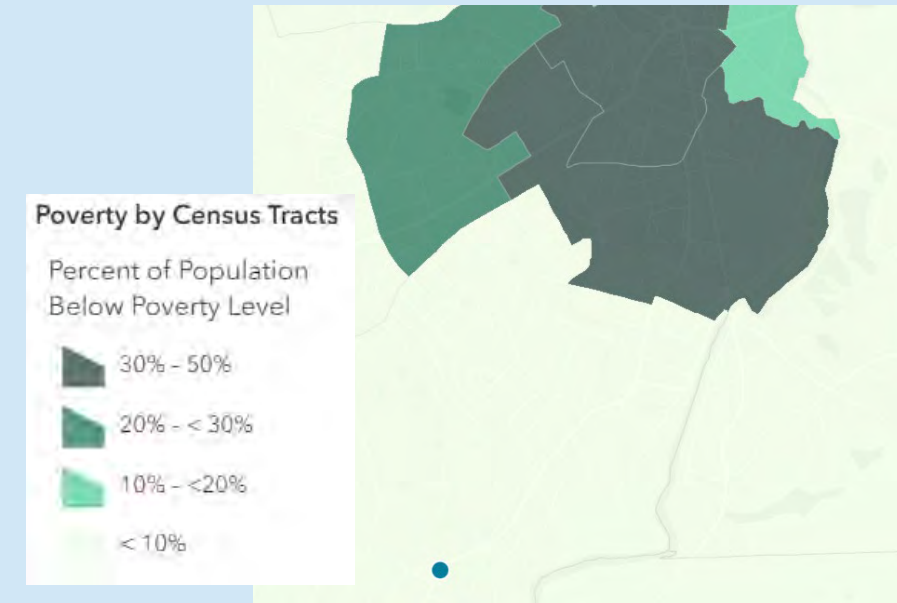 Poverty by Census Tracts
Percent of Population
Below Poverty Level
30% - 50%
20% - < 30%
10% - <20%
< 10%